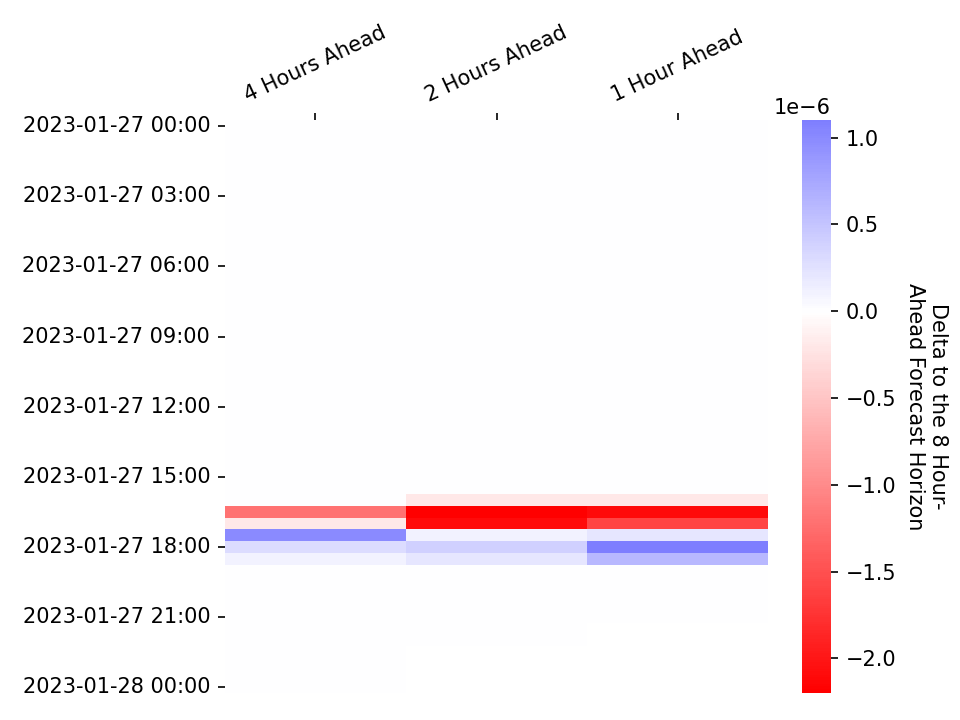 4 Hours Ahead
2 Hours Ahead
1 Hour Ahead
2023-01-27 00:00
2023-01-27 03:00
2023-01-27 06:00
2023-01-27 09:00
2023-01-27 12:00
2023-01-27 15:00
2023-01-27 18:00
2023-01-27 21:00
2023-01-28 00:00
1e−6
1.0
0.5
0.0
−0.5
−1.0
−1.5
−2.0
Delta to the 8 Hour-
Ahead Forecast Horizon